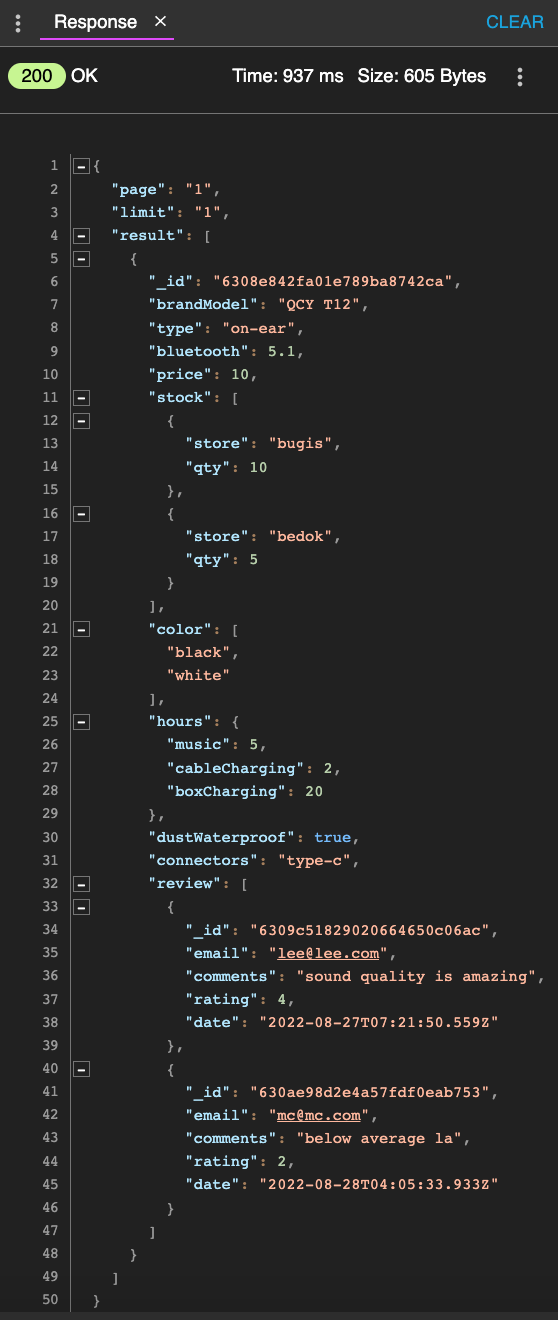 Response ×
CLEAR
200 OK
Time: 937 ms Size: 605 Bytes
1 {
2 "page": "1",
3 "limit": "1",
4 "result": [
5 {
6 "_id": "6308e842fa01e789ba8742ca",
7 "brandModel": "QCY T12",
8 "type": "on-ear",
9 "bluetooth": 5.1,
10 "price": 10,
11 "stock": [
12 {
13 "store": "bugis",
14 "qty": 10
15 },
16 {
17 "store": "bedok",
18 "qty": 5
19 }
20 ],
21 "color": [
22 "black",
23 "white"
24 ],
25 "hours": {
26 "music": 5,
27 "cableCharging": 2,
28 "boxCharging": 20
29 },
30 "dustWaterproof": true,
31 "connectors": "type-c",
32 "review": [
33 {
34 "_id": "6309c51829020664650c06ac",
35 "email": "lee@lee.com",
36 "comments": "sound quality is amazing",
37 "rating": 4,
38 "date": "2022-08-27T07:21:50.559Z"
39 },
40 {
41 "_id": "630ae98d2e4a57fdf0eab753",
42 "email": "mc@mc.com",
43 "comments": "below average la",
44 "rating": 2,
45 "date": "2022-08-28T04:05:33.933Z"
46 }
47 ]
48 }
49 ]
50 }